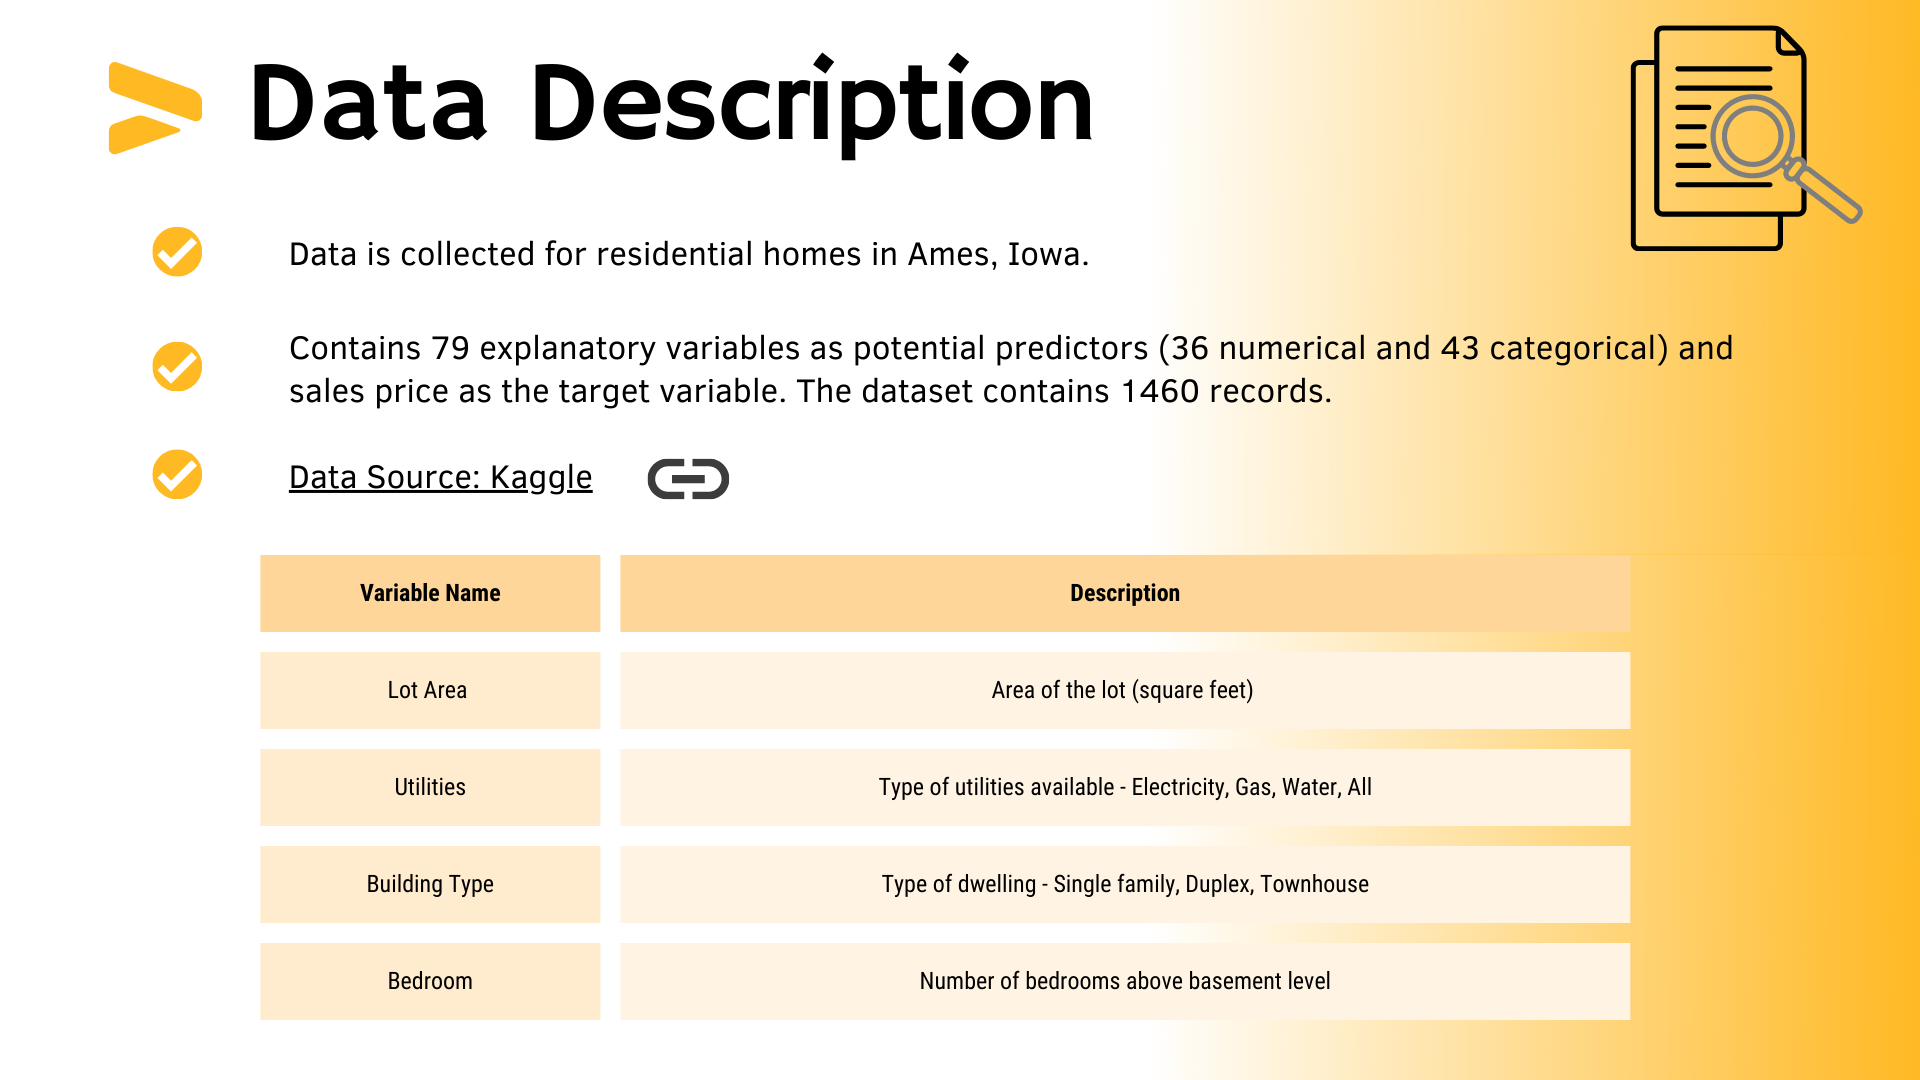 Data Description
Data is collected for residential homes in Ames, Iowa.
Contains 79 explanatory variables as potential predictors (36 numerical and 43 categorical) and
sales price as the target variable. The dataset contains 1460 records.
Data Source: Kaggle
Variable Name Description
Lot Area Area of the lot (square feet)
Utilities Type of utilities available - Electricity, Gas, Water, All
Building Type Type of dwelling - Single family, Duplex, Townhouse
Bedroom Number of bedrooms above basement level